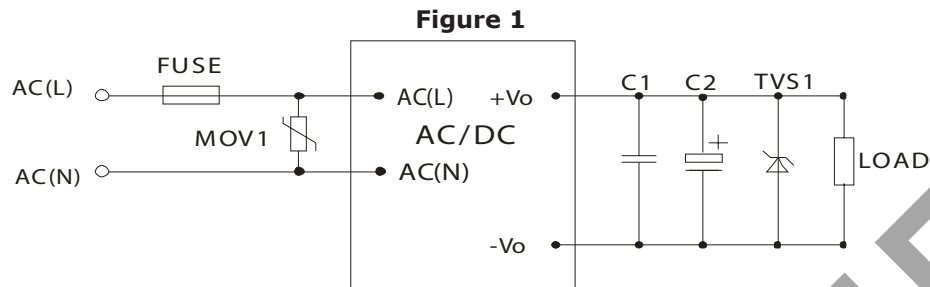 Figure 1
FUSE
AC(L)
MOV1
AC(N)
AC(L)
+Vo
AC/DC
AC(N)
-Vo
C1 C2 TVS1
+
LOAD